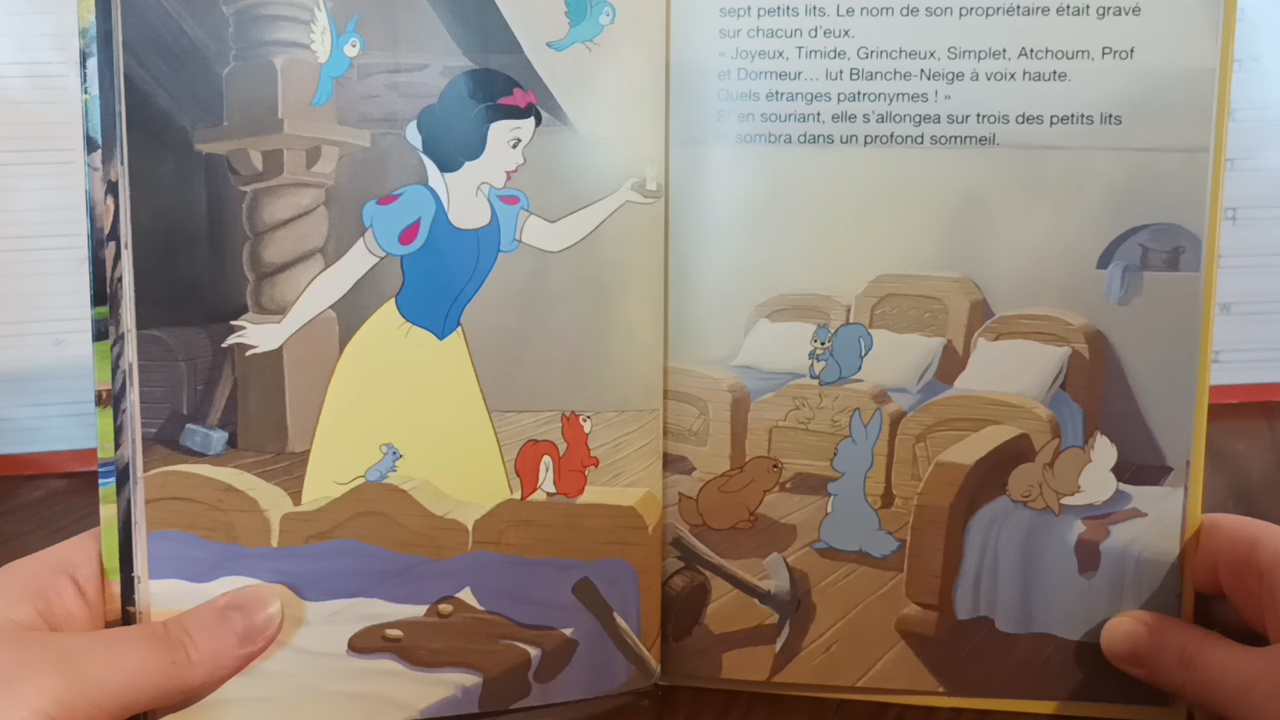 sept petits lits. Le nom de son propriétaire était gravé
sur chacun d'eux.
« Joyeux, Timide, Grincheux, Simplet, Atchoum, Prof
et Dormeur... lut Blanche-Neige à voix haute.
Quels étranges patronymes ! »
Et en souriant, elle s'allongea sur trois des petits lits
sombra dans un profond sommeil.